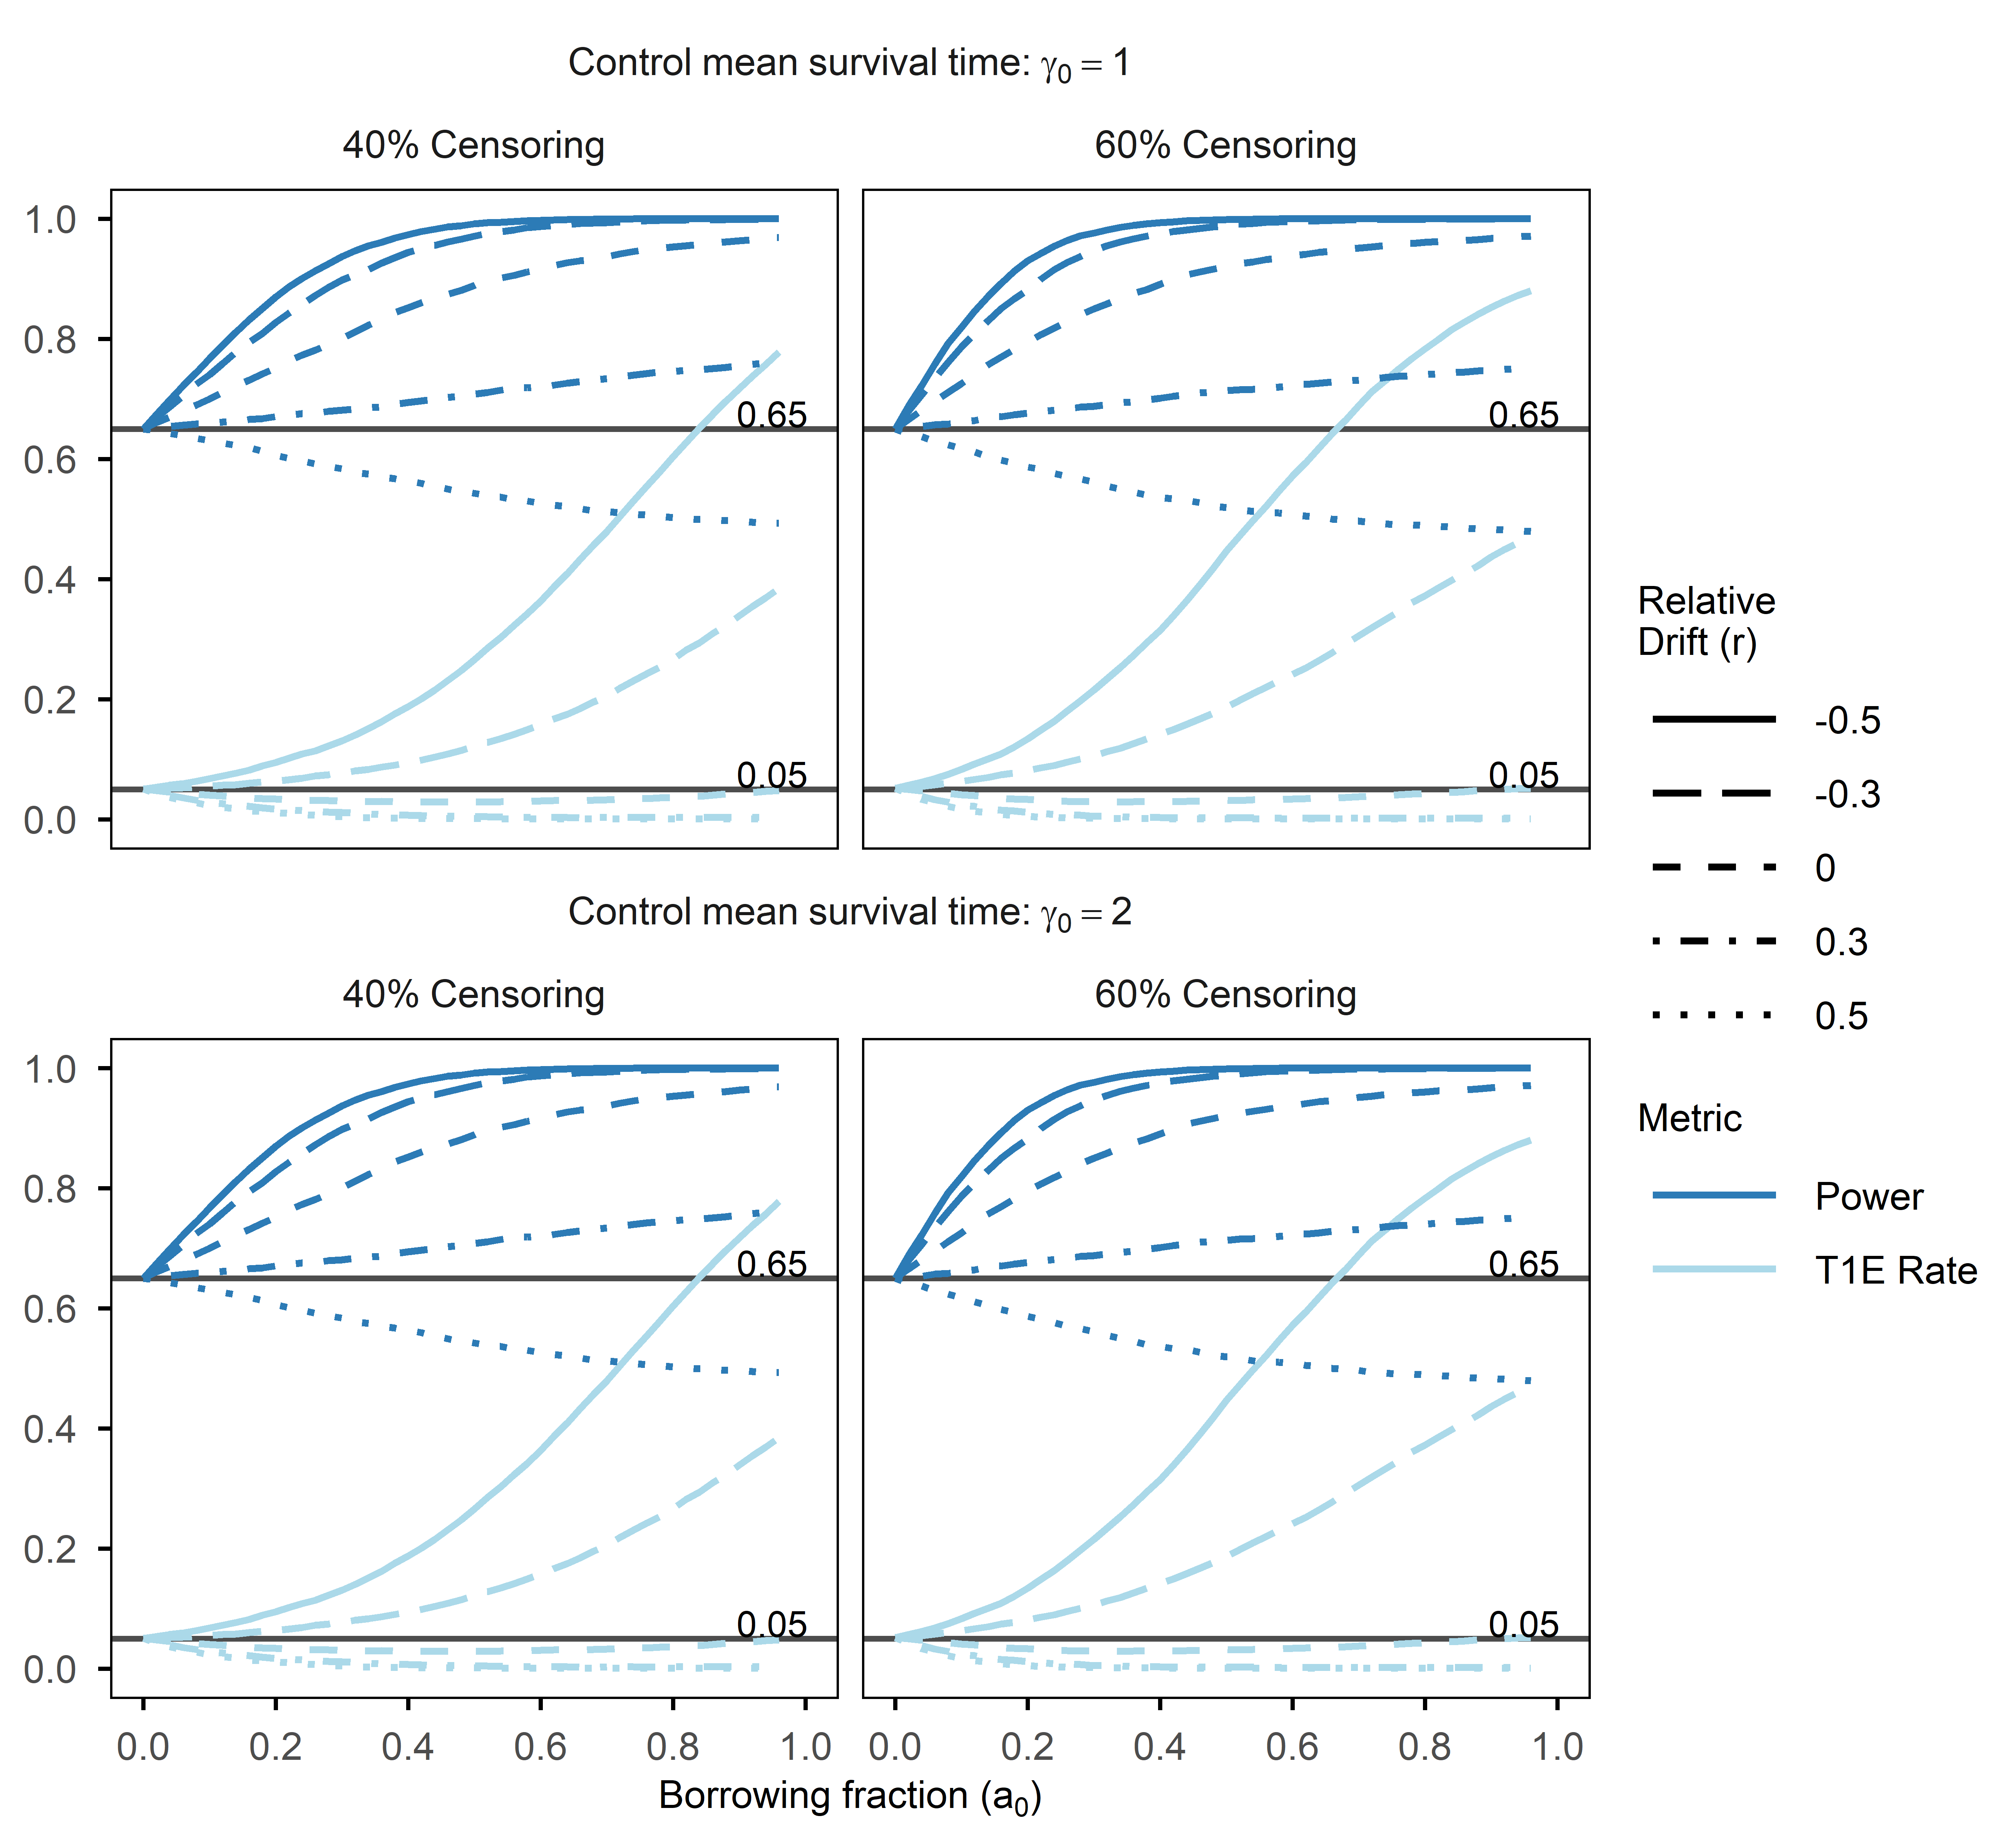 Control mean survival time: γ₀ = 1
40% Censoring
60% Censoring
1.0
0.8
0.6
0.4
0.2
0.0
0.65
0.05
0.65
0.05
Control mean survival time: γ₀ = 2
40% Censoring
60% Censoring
1.0
0.8
0.6
0.4
0.2
0.0
0.65
0.05
0.65
0.05
0.0 0.2 0.4 0.6 0.8 1.0
0.0 0.2 0.4 0.6 0.8 1.0
Borrowing fraction (a₀)
Relative
Drift (r)
-0.5
-0.3
0
0.3
0.5
Metric
Power
T1E Rate